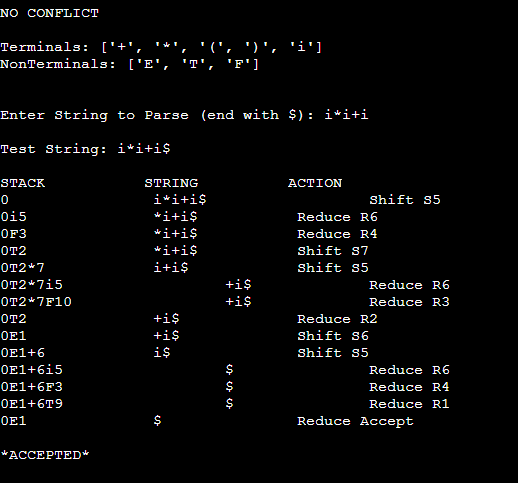 NO CONFLICT
Terminals: ['+', '*', '(', ')', 'i']
NonTerminals: ['E', 'T', 'F']
Enter String to Parse (end with $): i*i+i
Test String: i*i+i$
STACK STRING ACTION
0 i*i+i$ Shift S5
0i5 *i+i$ Reduce R6
0F3 *i+i$ Reduce R4
0T2 *i+i$ Shift S7
0T2*7 i+i$ Shift S5
0T2*7i5 +i$ Reduce R6
0T2*7F10 +i$ Reduce R3
0T2 +i$ Reduce R2
0E1 +i$ Shift S6
0E1+6 i$ Shift S5
0E1+6i5 $ Reduce R6
0E1+6F3 $ Reduce R4
0E1+6T9 $ Reduce R1
0E1 $ Reduce Accept
*ACCEPTED*